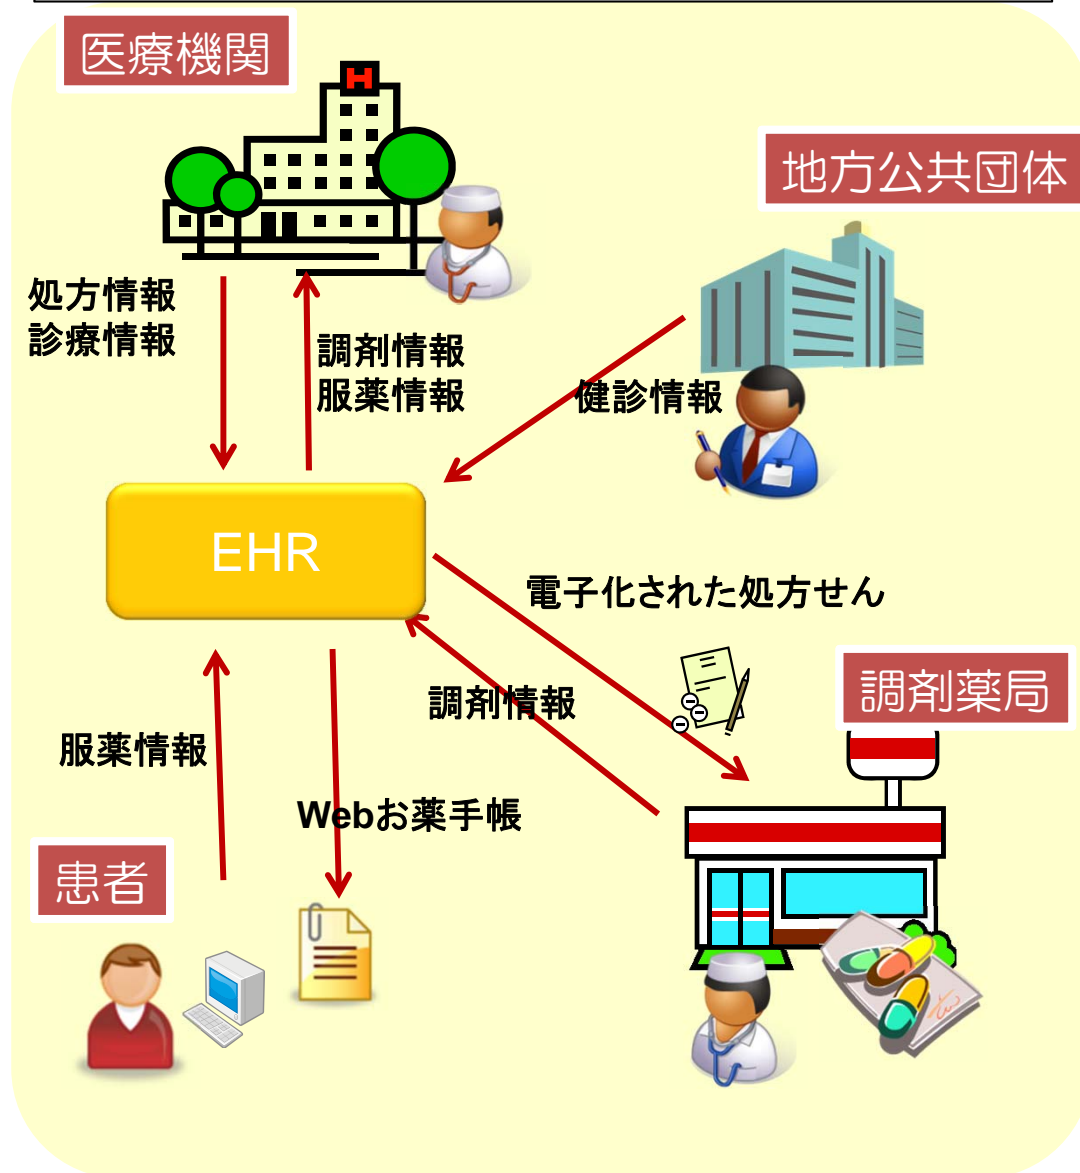 医療機関
H
地方公共団体
処方情報
診療情報
調剤情報
服薬情報
健診情報
EHR
電子化された処方せん
調剤薬局
調剤情報
服薬情報
Webお薬手帳
患者